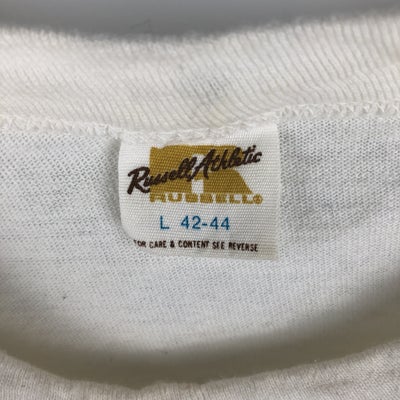 Russell Athletic
RUSSELL®
L 42-44
FOR CARE & CONTENT SEE REVERSE